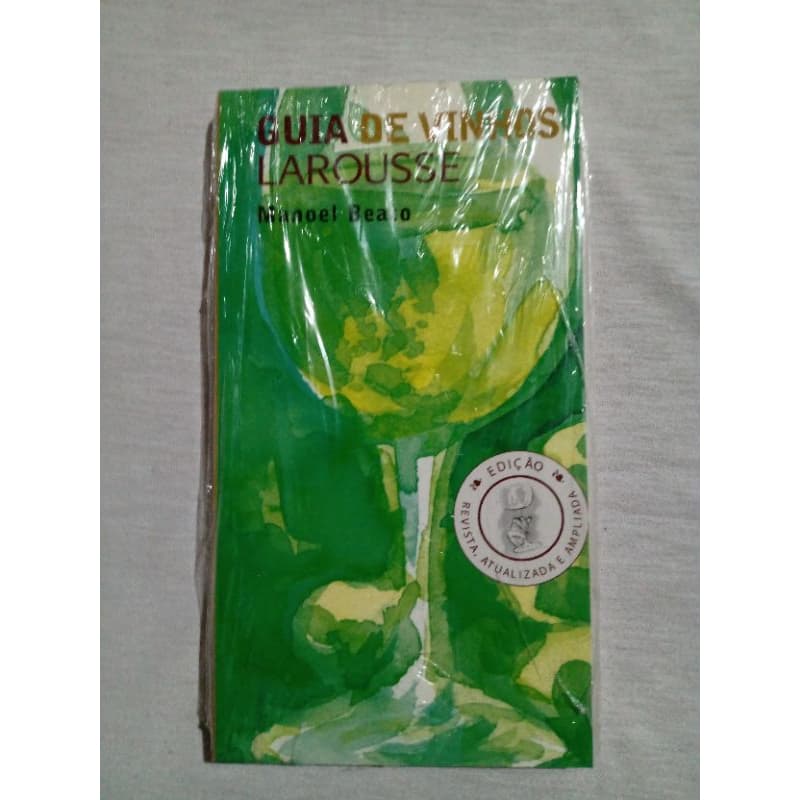 GUIA DE VINHOS
LAROUSSE
Manoel Beato
EDIÇÃO
REVISTA, ATUALIZADA E AMPLIADA